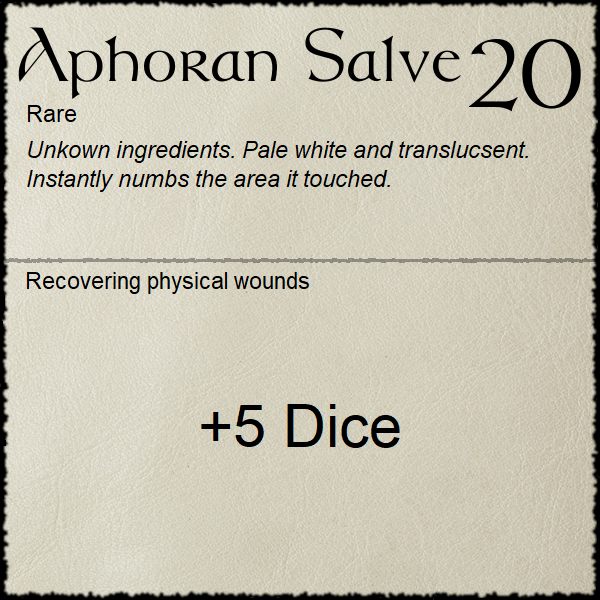 Aphoran Salve 20
Rare
Unkown ingredients. Pale white and translucsent.
Instantly numbs the area it touched.
Recovering physical wounds
+5 Dice